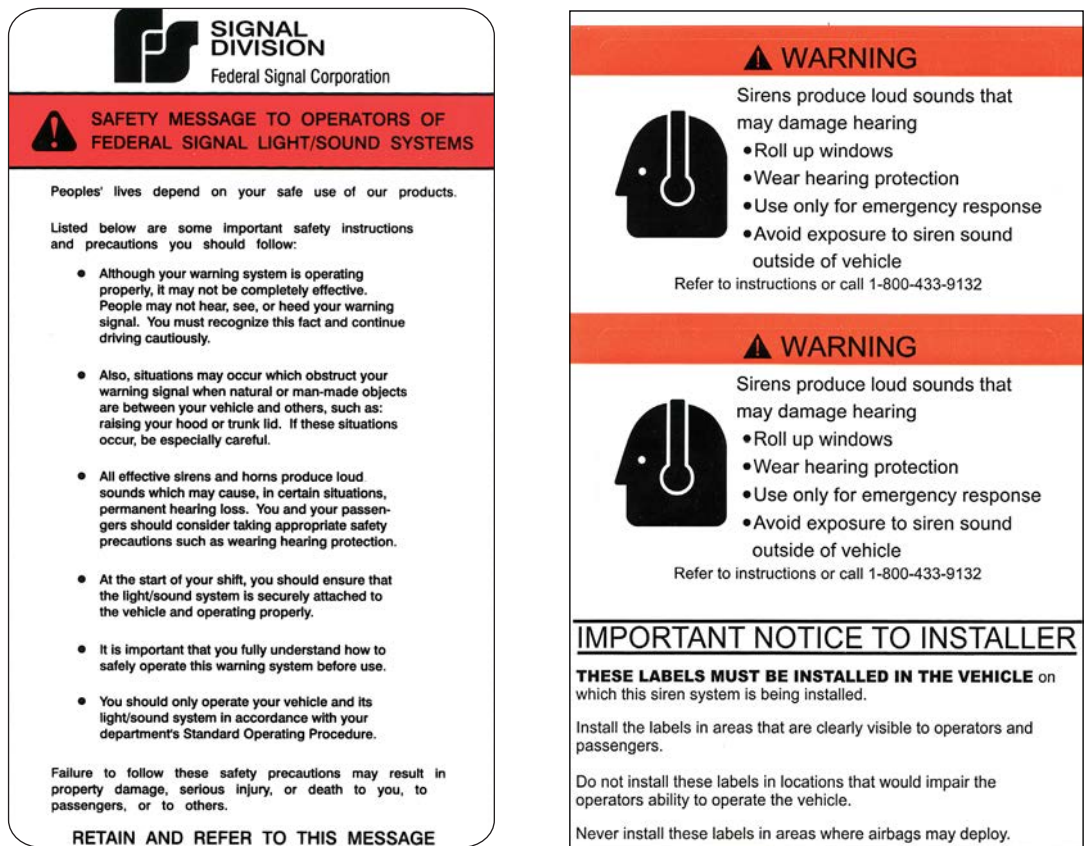 SIGNAL
DIVISION
Federal Signal Corporation
SAFETY MESSAGE TO OPERATORS OF
FEDERAL SIGNAL LIGHT/SOUND SYSTEMS
Peoples' lives depend on your safe use of our products.
Listed below are some important safety instructions
and precautions you should follow:
● Although your warning system is operating
properly, it may not be completely effective.
People may not hear, see, or heed your warning
signal. You must recognize this fact and continue
driving cautiously.
● Also, situations may occur which obstruct your
warning signal when natural or man-made objects
are between your vehicle and others, such as:
raising your hood or trunk lid. If these situations
occur, be especially careful.
● All effective sirens and horns produce loud
sounds which may cause, in certain situations,
permanent hearing loss. You and your passen-
gers should consider taking appropriate safety
precautions such as wearing hearing protection.
● At the start of your shift, you should ensure that
the light/sound system is securely attached to
the vehicle and operating properly.
● It is important that you fully understand how to
safely operate this warning system before use.
● You should only operate your vehicle and its
light/sound system in accordance with your
department's Standard Operating Procedure.
Failure to follow these safety precautions may result in
property damage, serious injury, or death to you, to
passengers, or to others.
RETAIN AND REFER TO THIS MESSAGE
WARNING
Sirens produce loud sounds that
may damage hearing
●Roll up windows
●Wear hearing protection
●Use only for emergency response
●Avoid exposure to siren sound
outside of vehicle
Refer to instructions or call 1-800-433-9132
WARNING
Sirens produce loud sounds that
may damage hearing
●Roll up windows
●Wear hearing protection
●Use only for emergency response
●Avoid exposure to siren sound
outside of vehicle
Refer to instructions or call 1-800-433-9132
IMPORTANT NOTICE TO INSTALLER
THESE LABELS MUST BE INSTALLED IN THE VEHICLE on
which this siren system is being installed.
Install the labels in areas that are clearly visible to operators and
passengers.
Do not install these labels in locations that would impair the
operators ability to operate the vehicle.
Never install these labels in areas where airbags may deploy.